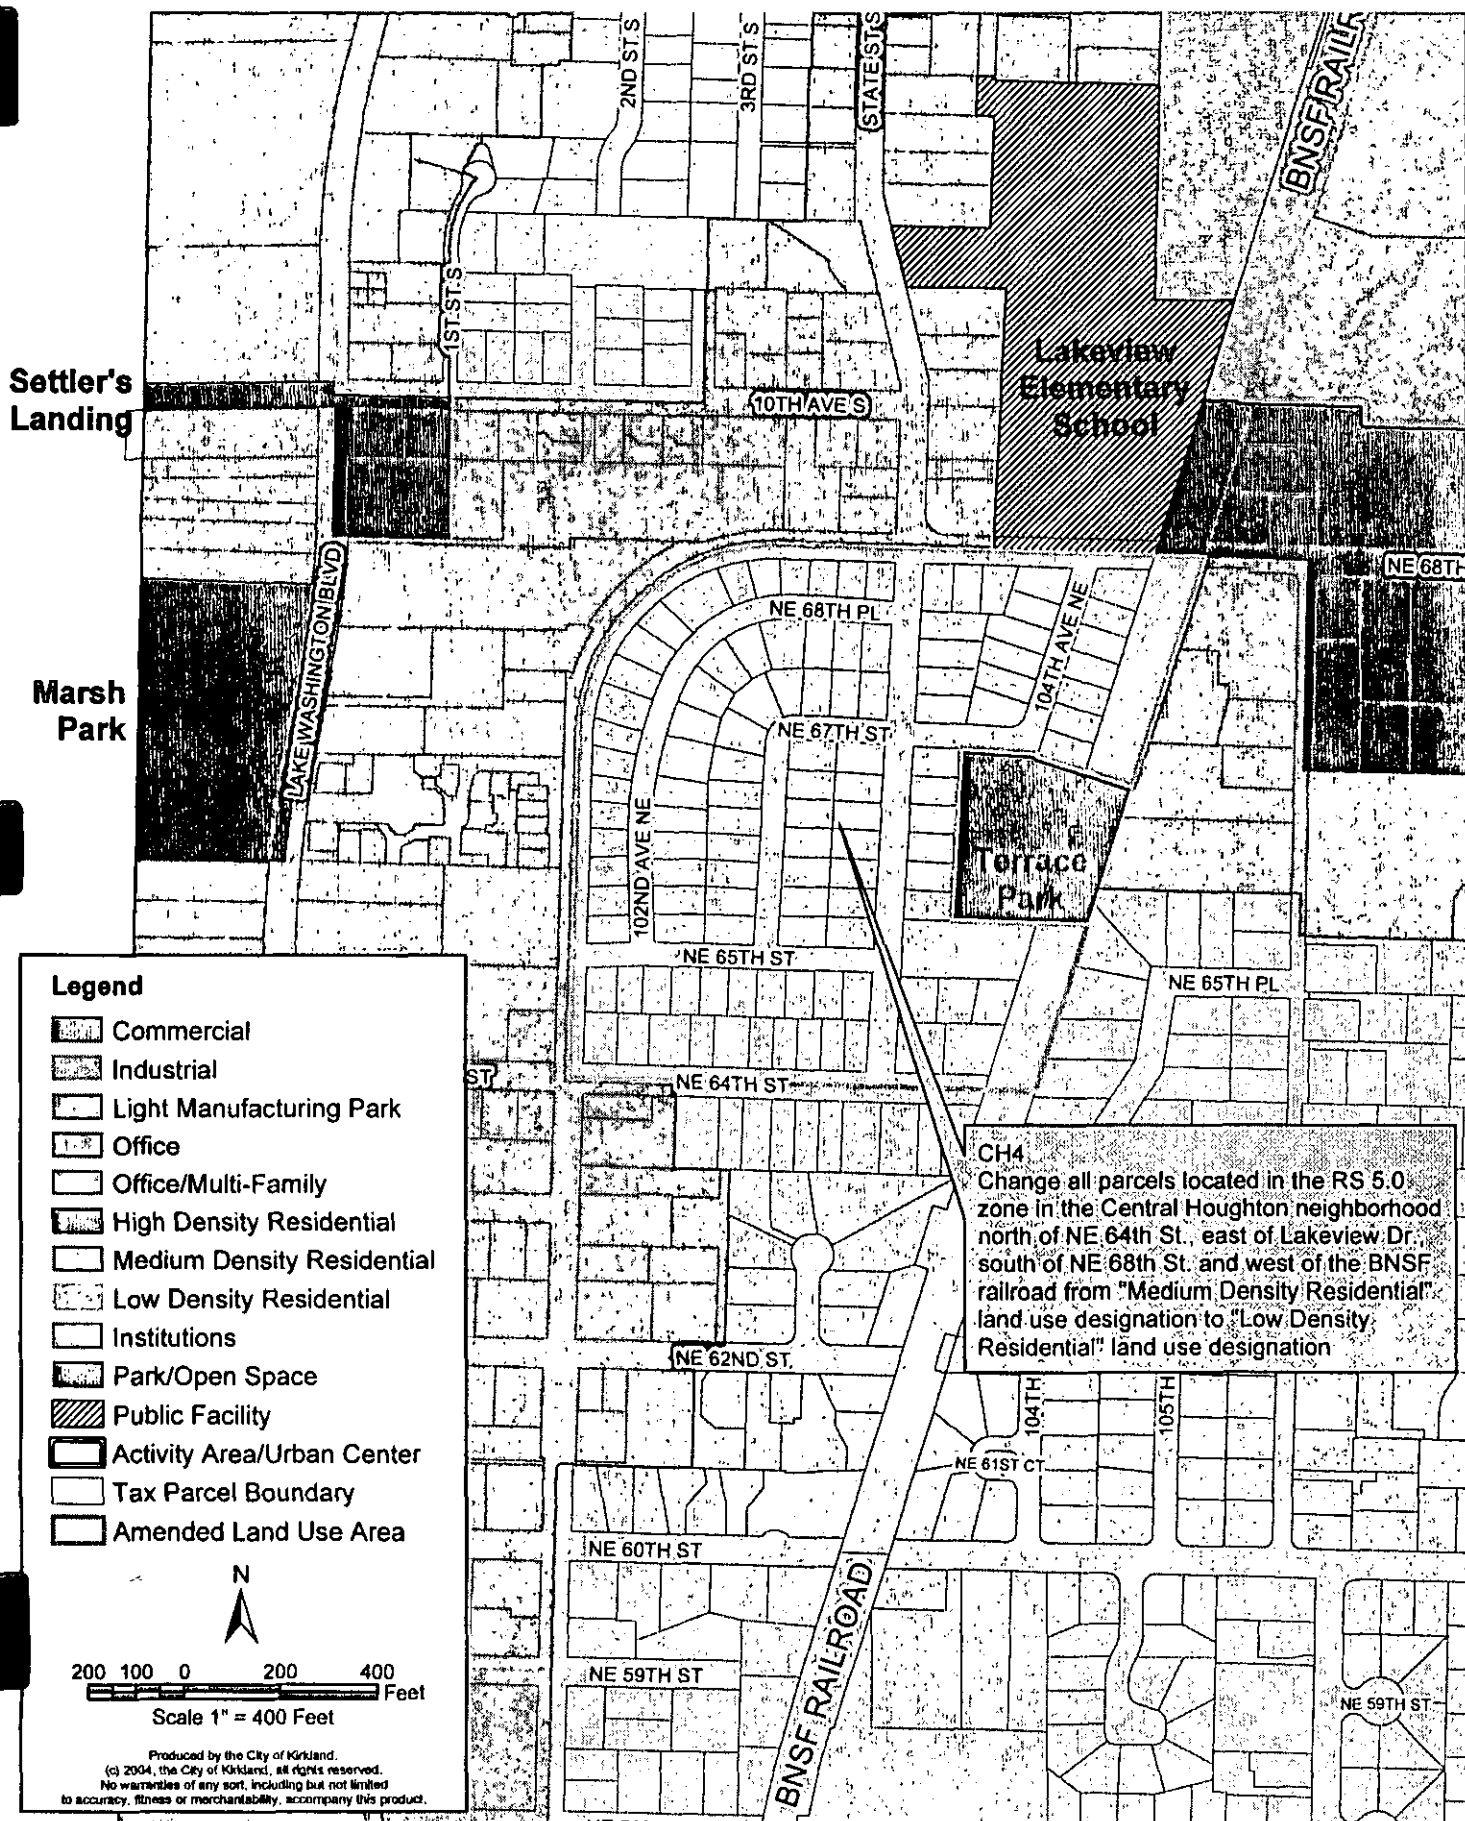 2ND ST S
3RD ST S
STATE ST S
BNSF RAILR
1ST ST S
Lakeview
Elementary
School
Settler's
Landing
10TH AVE S
NE 68TH
LAKE WASHINGTON BLVD
NE 68TH PL
104TH AVE NE
Marsh
Park
NE 67TH ST
102ND AVE NE
Terrace
Park
NE 65TH ST
NE 65TH PL
ST
NE 64TH ST
CH4
Change all parcels located in the RS 5.0
zone in the Central Houghton neighborhood
north of NE 64th St., east of Lakeview Dr.,
south of NE 68th St. and west of the BNSF
railroad from "Medium Density Residential"
land use designation to "Low Density
Residential" land use designation
NE 62ND ST
104TH
105TH
NE 61ST CT
NE 60TH ST
BNSF RAILROAD
NE 59TH ST
NE 59TH ST
Legend
Commercial
Industrial
Light Manufacturing Park
Office
Office/Multi-Family
High Density Residential
Medium Density Residential
Low Density Residential
Institutions
Park/Open Space
Public Facility
Activity Area/Urban Center
Tax Parcel Boundary
Amended Land Use Area
N
200 100 0 200 400
Feet
Scale 1" = 400 Feet
Produced by the City of Kirkland.
(c) 2004, the City of Kirkland, all rights reserved.
No warranties of any sort, including but not limited
to accuracy, fitness or merchantability, accompany this product.